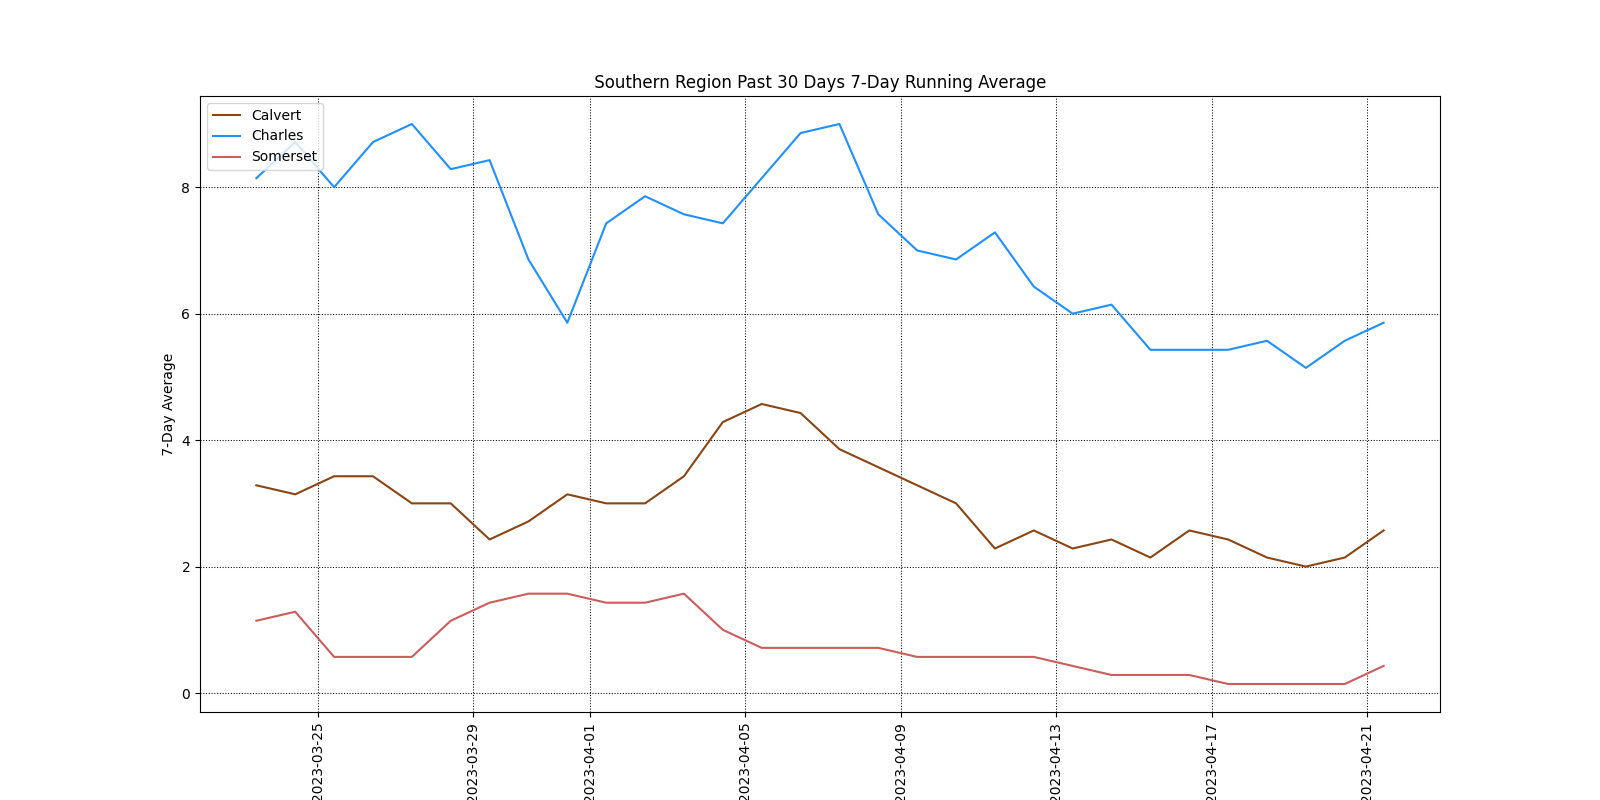 Southern Region Past 30 Days 7-Day Running Average
Calvert
Charles
Somerset
8
6
4
2
0
7-Day Average
2023-03-25
2023-03-29
2023-04-01
2023-04-05
2023-04-09
2023-04-13
2023-04-17
2023-04-21